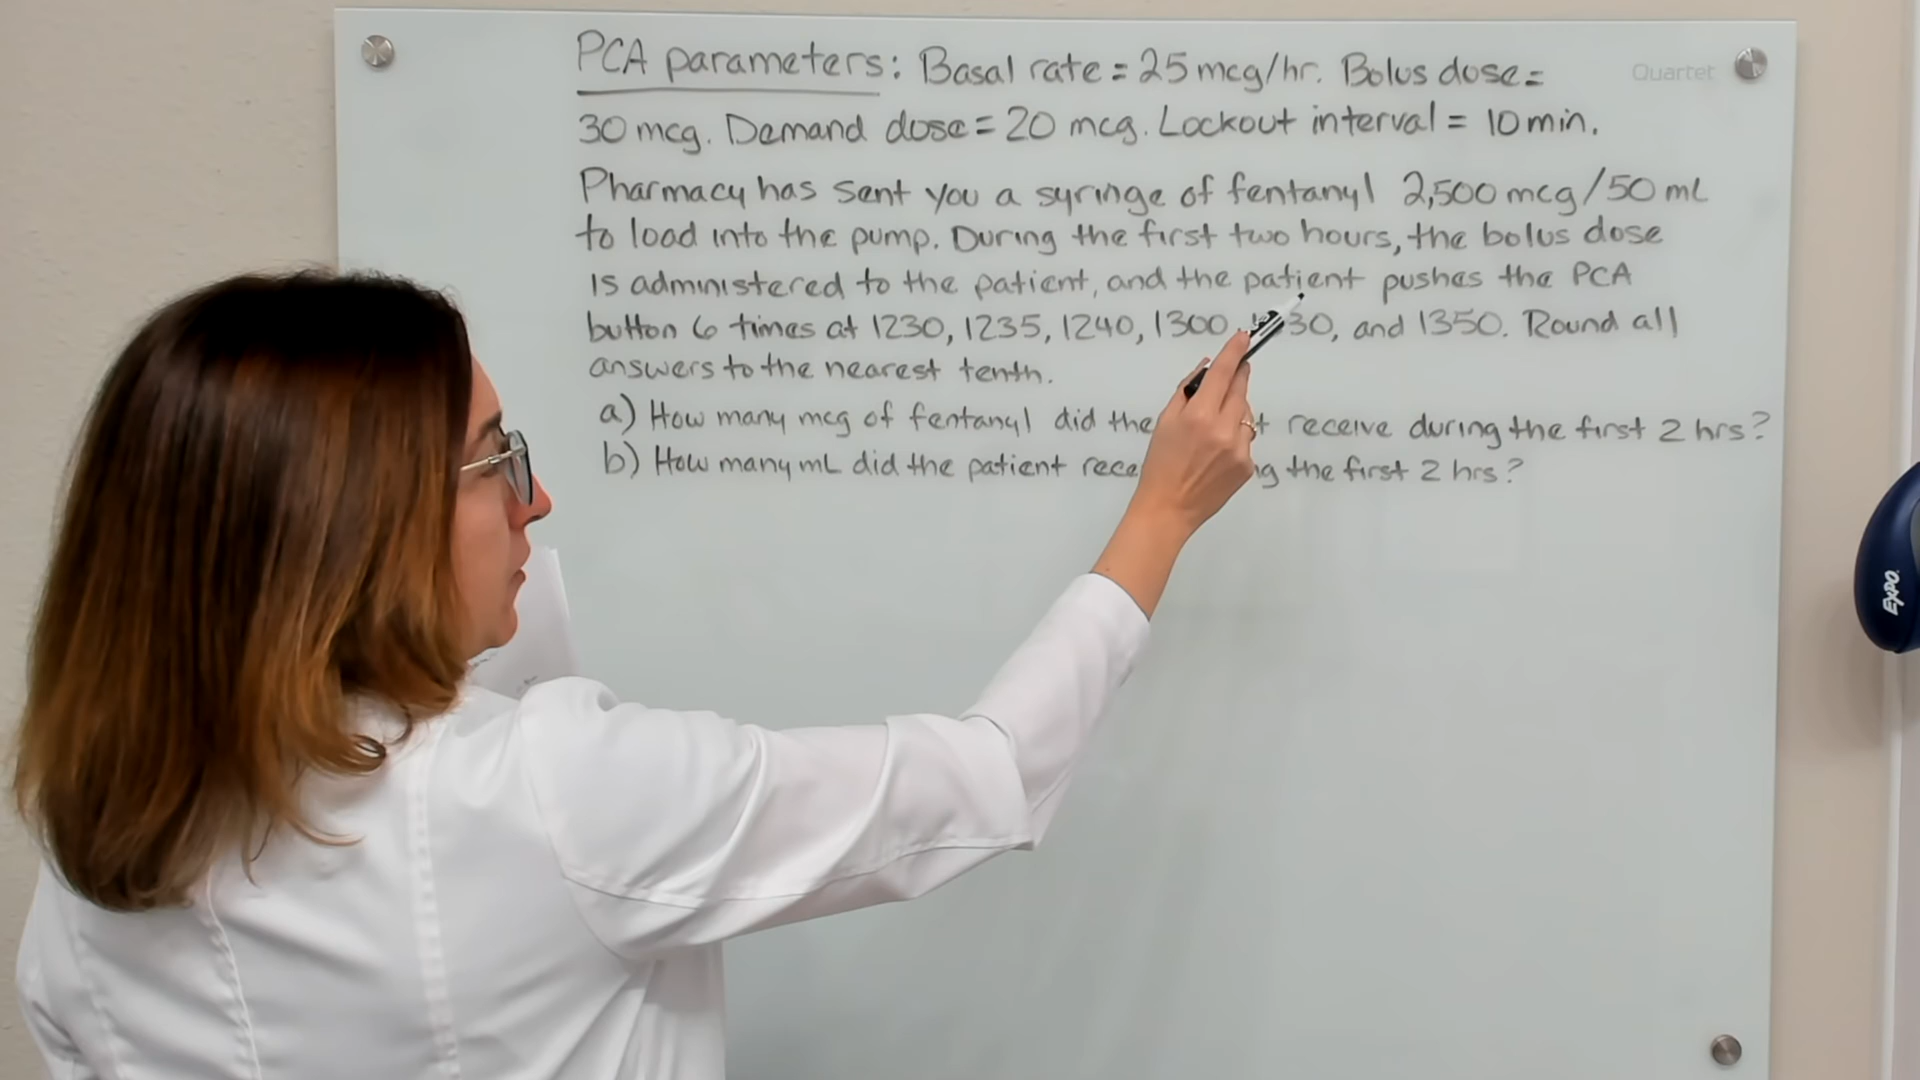 PCA parameters: Basal rate = 25 mcg/hr. Bolus dose =
Quartet
30 mcg. Demand dose = 20 mcg. Lockout interval = 10 min.
Pharmacy has sent you a syringe of fentanyl 2,500 mcg/50 mL
to load into the pump. During the first two hours, the bolus dose
is administered to the patient, and the patient pushes the PCA
button 6 times at 1230, 1235, 1240, 1300, and 1350. Round all
answers to the nearest tenth.
a) How many mcg of fentanyl did the receive during the first 2 hrs?
b) How many mL did the patient the first 2 hrs?
EXPO